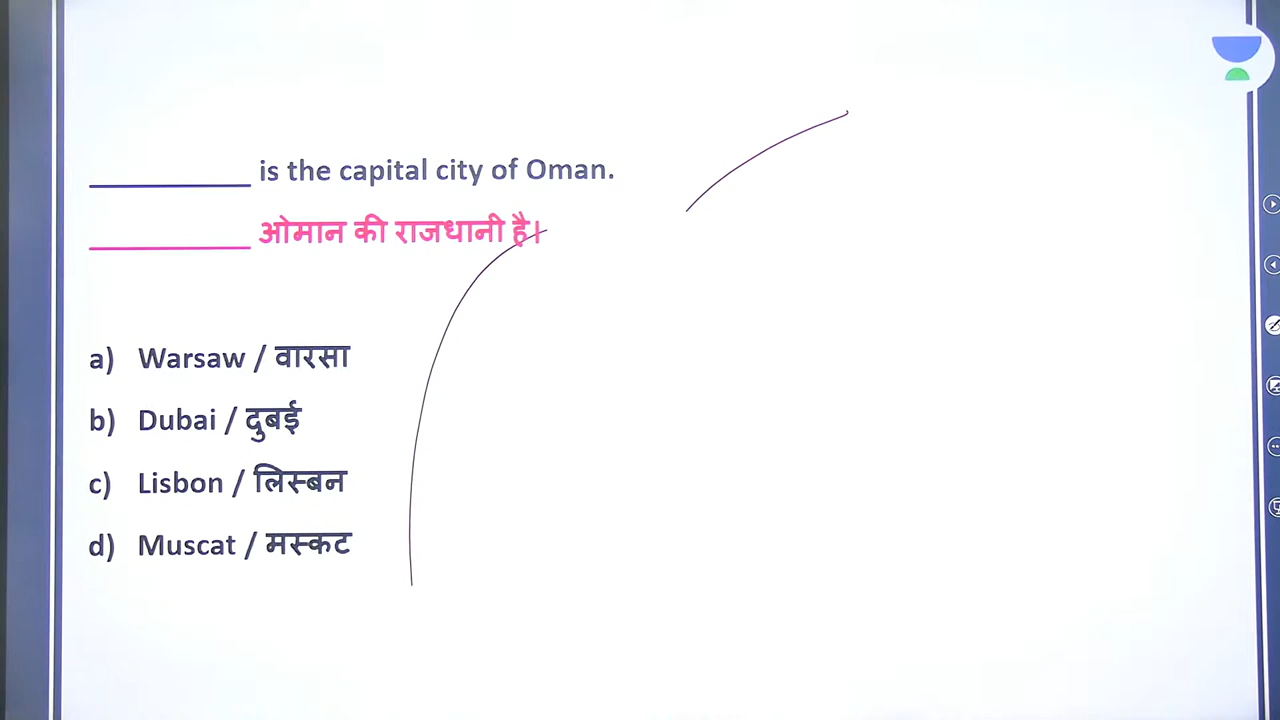 __________ is the capital city of Oman.
__________ ओमान की राजधानी है।
a) Warsaw / वारसा
b) Dubai / दुबई
c) Lisbon / लिस्बन
d) Muscat / मस्कट